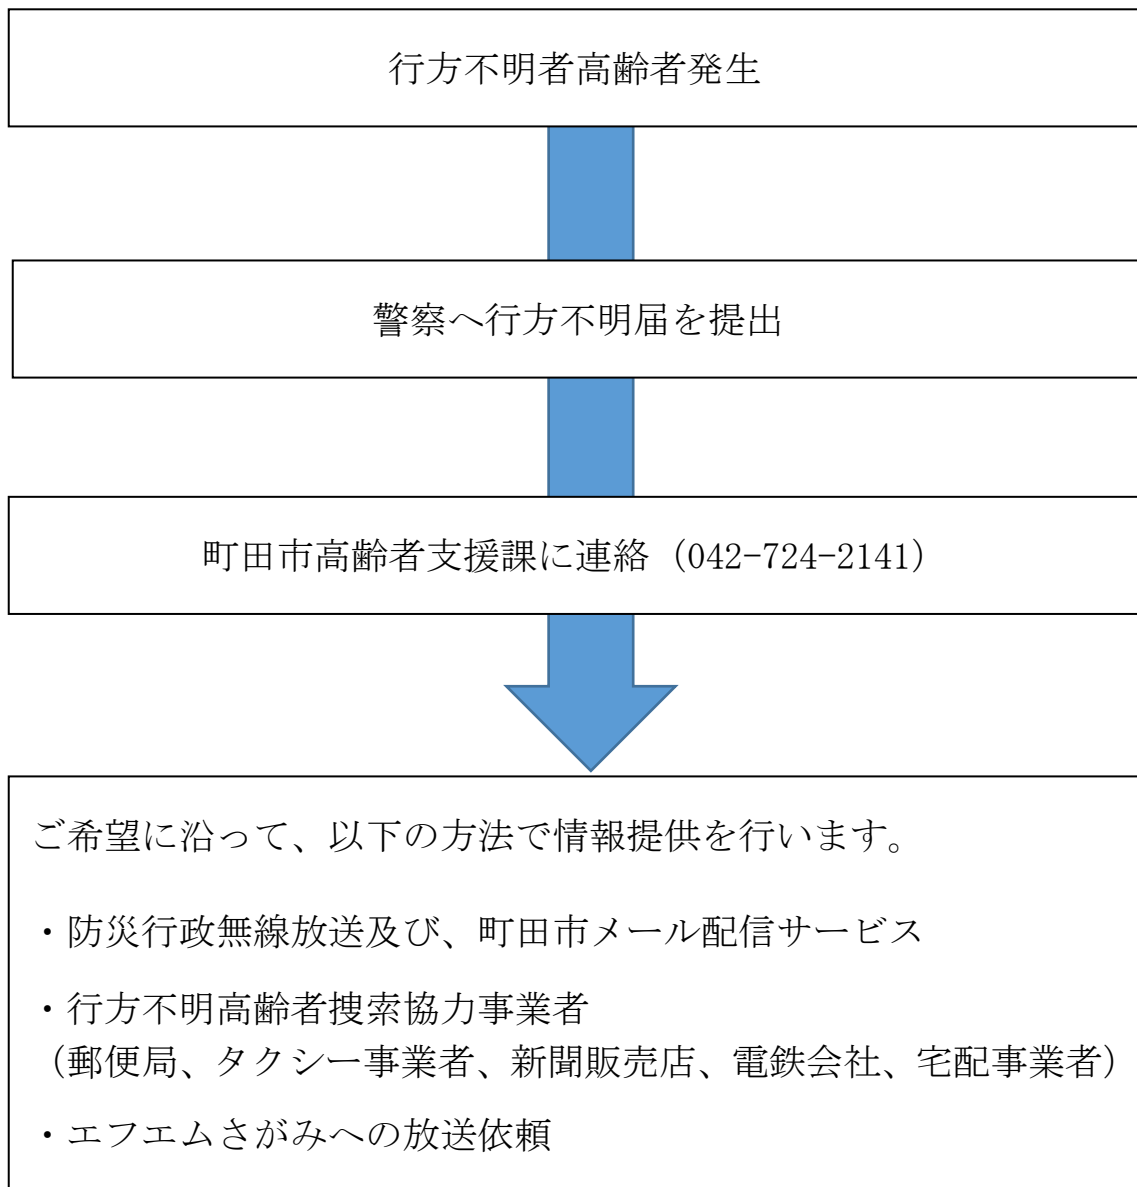 行方不明者高齢者発生
警察へ行方不明届を提出
町田市高齢者支援課に連絡（042-724-2141）
ご希望に沿って、以下の方法で情報提供を行います。
・防災行政無線放送及び、町田市メール配信サービス
・行方不明高齢者捜索協力事業者
（郵便局、タクシー事業者、新聞販売店、電鉄会社、宅配事業者）
・エフエムさがみへの放送依頼